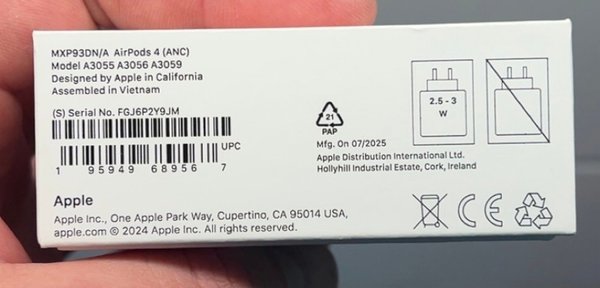 MXP93DN/A AirPods 4 (ANC)
Model A3055 A3056 A3059
Designed by Apple in California
Assembled in Vietnam
(S) Serial No. FGJ6P2Y9JM
UPC
1 95949 68956 7
Apple
Apple Inc., One Apple Park Way, Cupertino, CA 95014 USA,
apple.com © 2024 Apple Inc. All rights reserved.
21
PAP
Mfg. On 07/2025
Apple Distribution International Ltd.
Hollyhill Industrial Estate, Cork, Ireland
2.5 - 3
W
CE